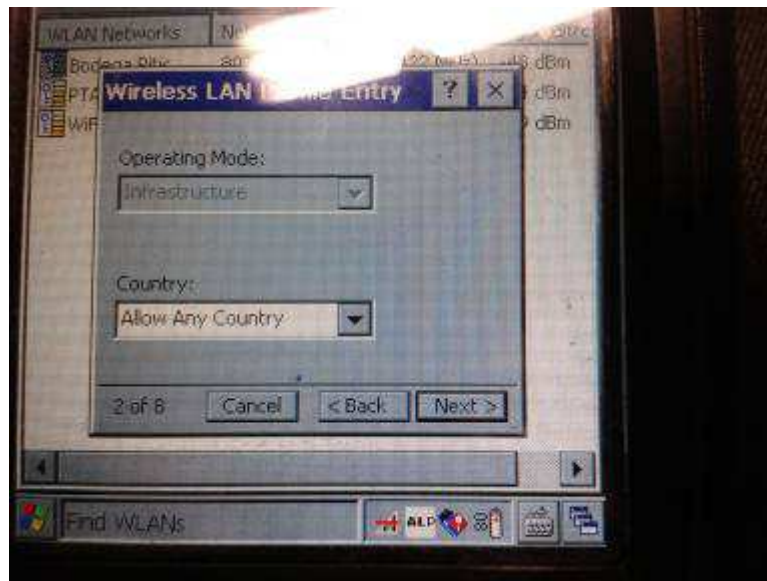 WLAN Networks
Bodega
PTA
WiF
dBm
dBm
dBm
Wireless LAN Entry ? ×
Operating Mode:
Infrastructure
Country:
Allow Any Country
2 of 8 Cancel < Back Next >
Find WLANs ALP